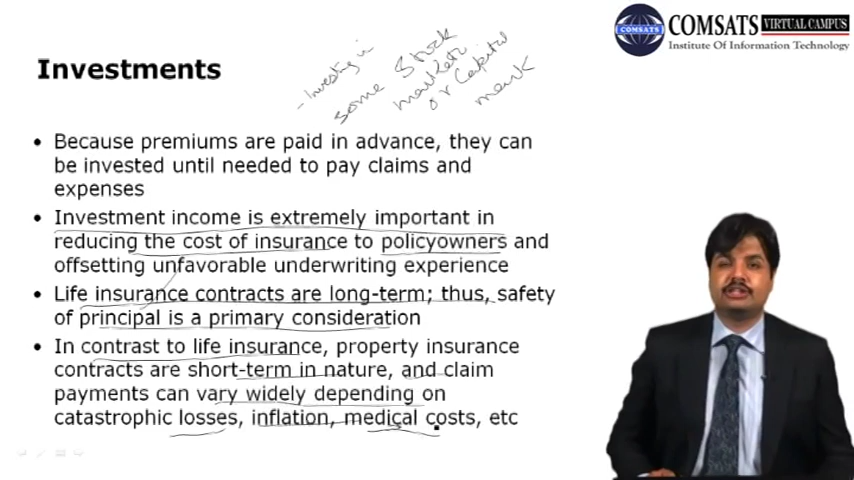 COMSATS
VIRTUAL CAMPUS
Institute Of Information Technology
Investments
- Investing in
some Stock
markets
or Capital
mark
• Because premiums are paid in advance, they can
be invested until needed to pay claims and
expenses
• Investment income is extremely important in
reducing the cost of insurance to policyowners and
offsetting unfavorable underwriting experience
• Life insurance contracts are long-term; thus, safety
of principal is a primary consideration
• In contrast to life insurance, property insurance
contracts are short-term in nature, and claim
payments can vary widely depending on
catastrophic losses, inflation, medical costs, etc